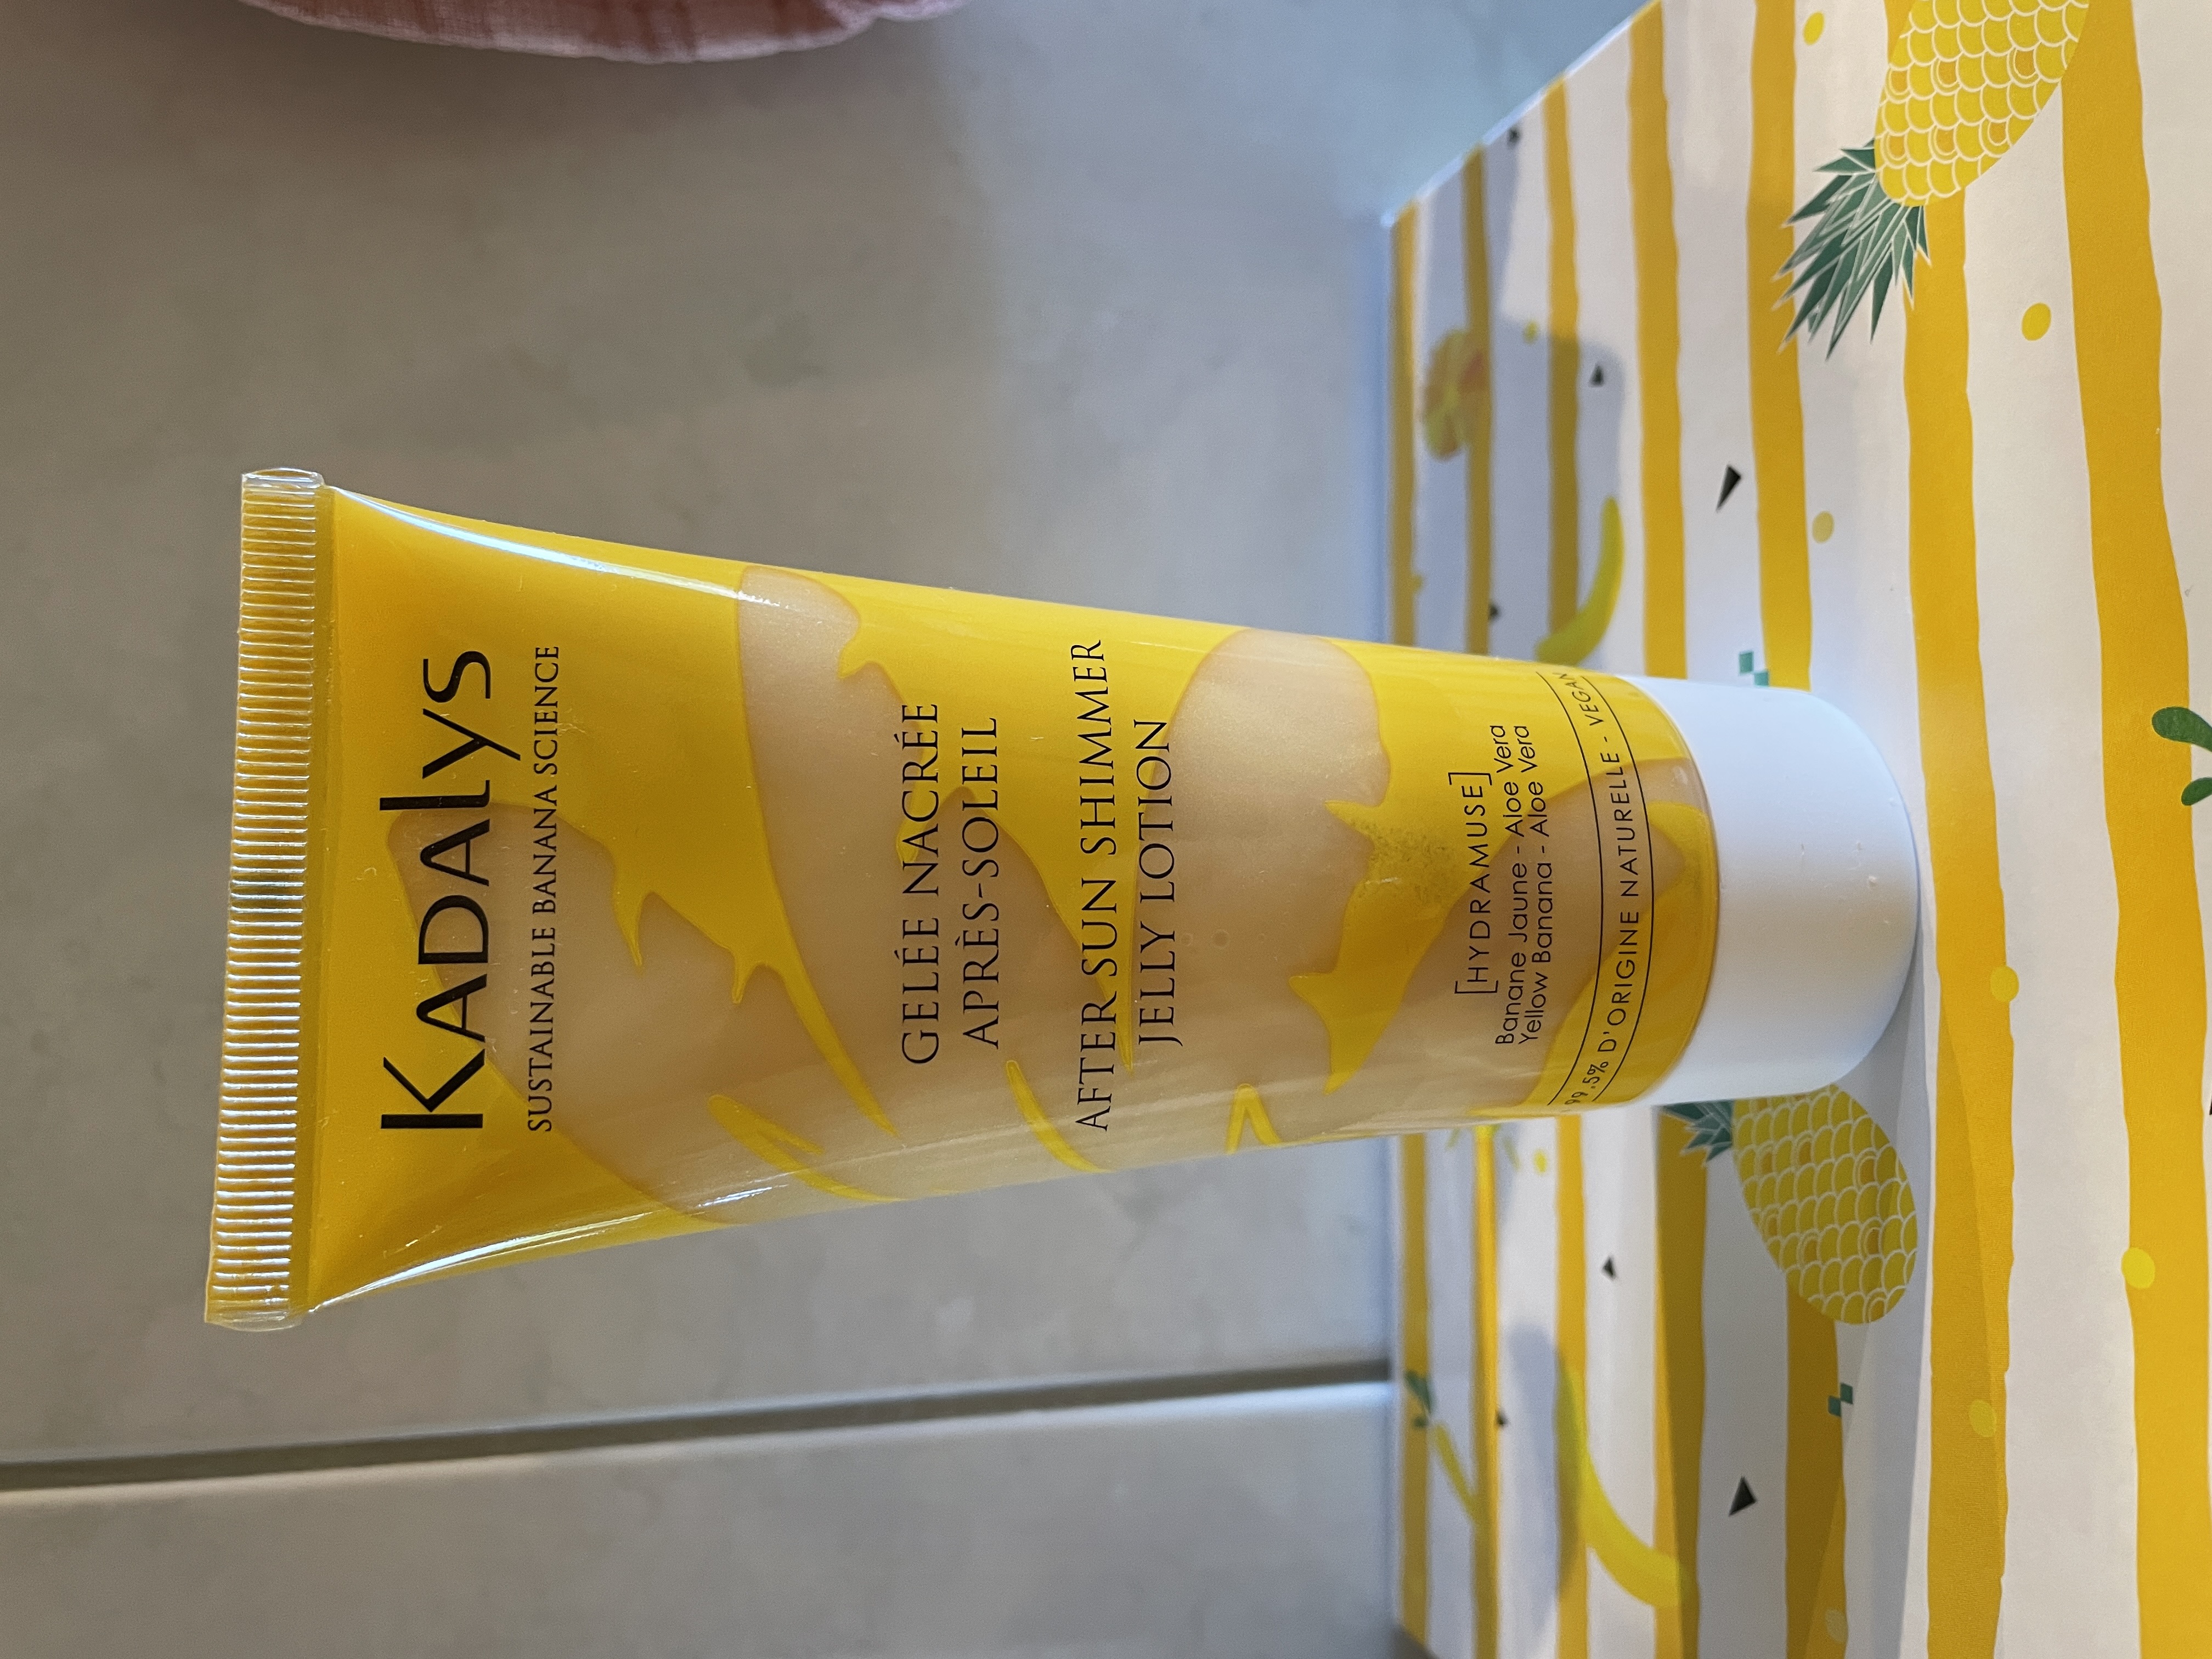 KADAlys
SUSTAINABLE BANANA SCIENCE
GELÉE NACRÉE
APRÈS-SOLEIL
AFTER SUN SHIMMER
JELLY LOTION
[HYDRAMUSE]
Banane Jaune - Aloe Vera
Yellow Banana - Aloe Vera
99,5% D'ORIGINE NATURELLE - VEGAN